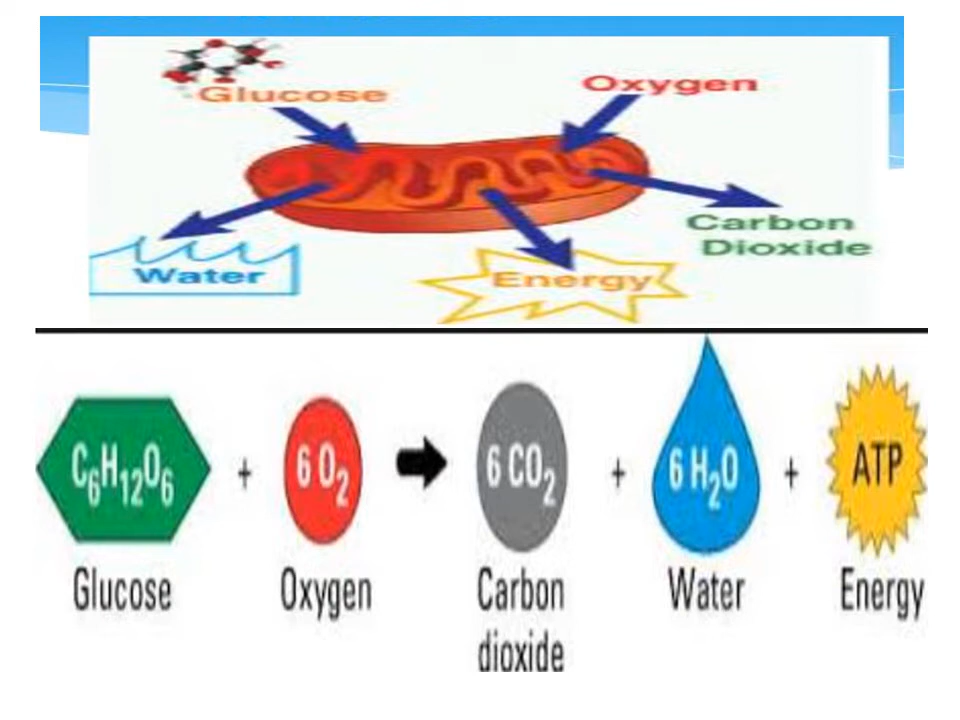 Glucose
Oxygen
Carbon
Dioxide
Water
Energy
C₆H₁₂O₆ + 6 O₂ → 6 CO₂ + 6 H₂O + ATP
Glucose Oxygen Carbon dioxide Water Energy